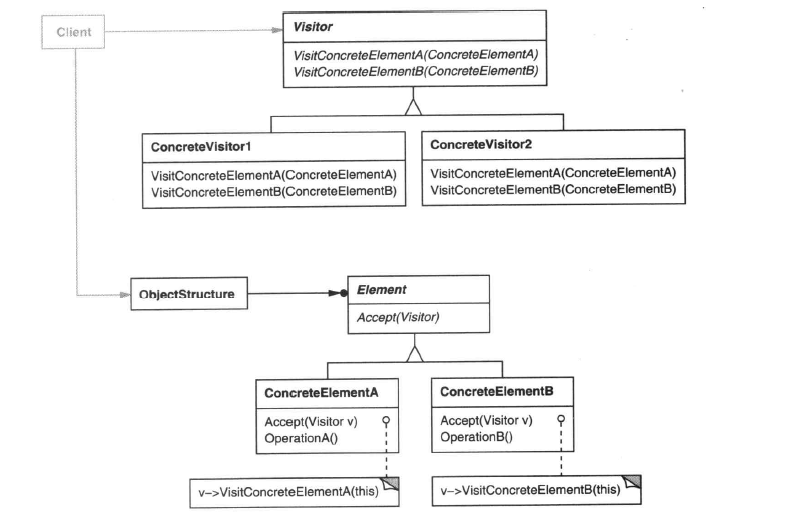 Client
Visitor
VisitConcreteElementA(ConcreteElementA)
VisitConcreteElementB(ConcreteElementB)
ConcreteVisitor1
VisitConcreteElementA(ConcreteElementA)
VisitConcreteElementB(ConcreteElementB)
ConcreteVisitor2
VisitConcreteElementA(ConcreteElementA)
VisitConcreteElementB(ConcreteElementB)
ObjectStructure
Element
Accept(Visitor)
ConcreteElementA
Accept(Visitor v)
OperationA()
ConcreteElementB
Accept(Visitor v)
OperationB()
v->VisitConcreteElementA(this)
v->VisitConcreteElementB(this)